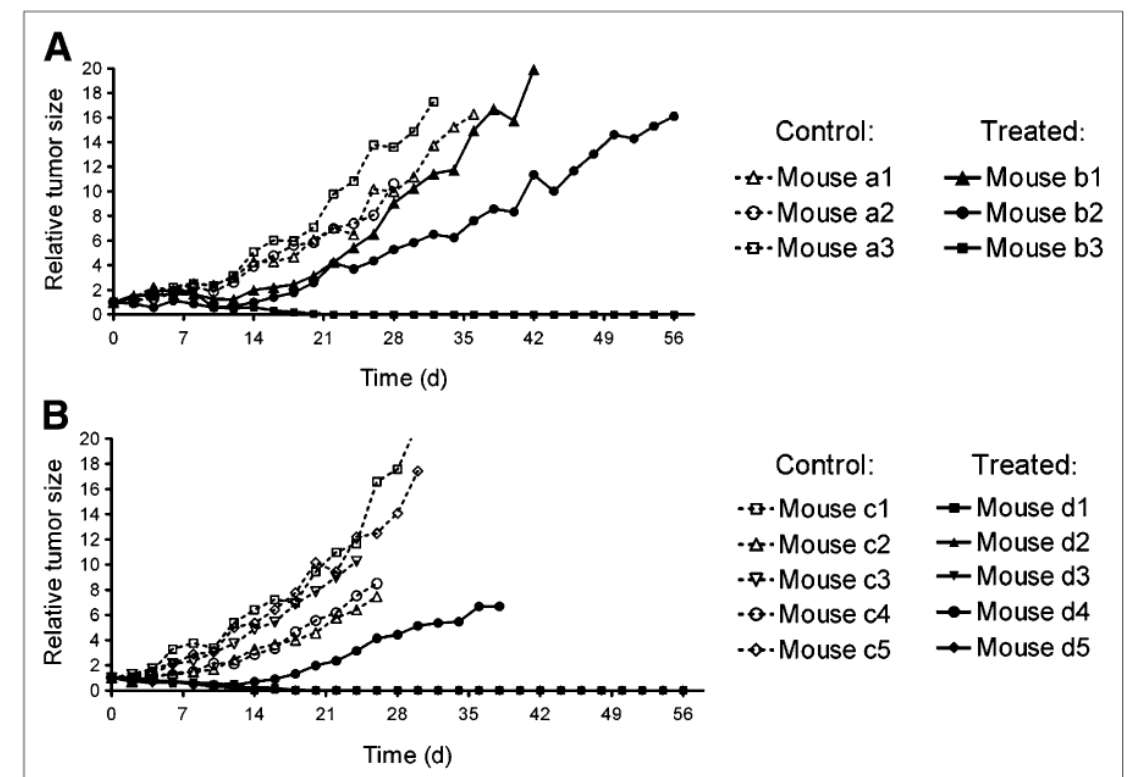 A
20
18
16
14
12
10
8
6
4
2
0
Relative tumor size
0 7 14 21 28 35 42 49 56
Time (d)
Control: Treated:
Mouse a1 Mouse b1
Mouse a2 Mouse b2
Mouse a3 Mouse b3
B
20
18
16
14
12
10
8
6
4
2
0
Relative tumor size
0 7 14 21 28 35 42 49 56
Time (d)
Control: Treated:
Mouse c1 Mouse d1
Mouse c2 Mouse d2
Mouse c3 Mouse d3
Mouse c4 Mouse d4
Mouse c5 Mouse d5